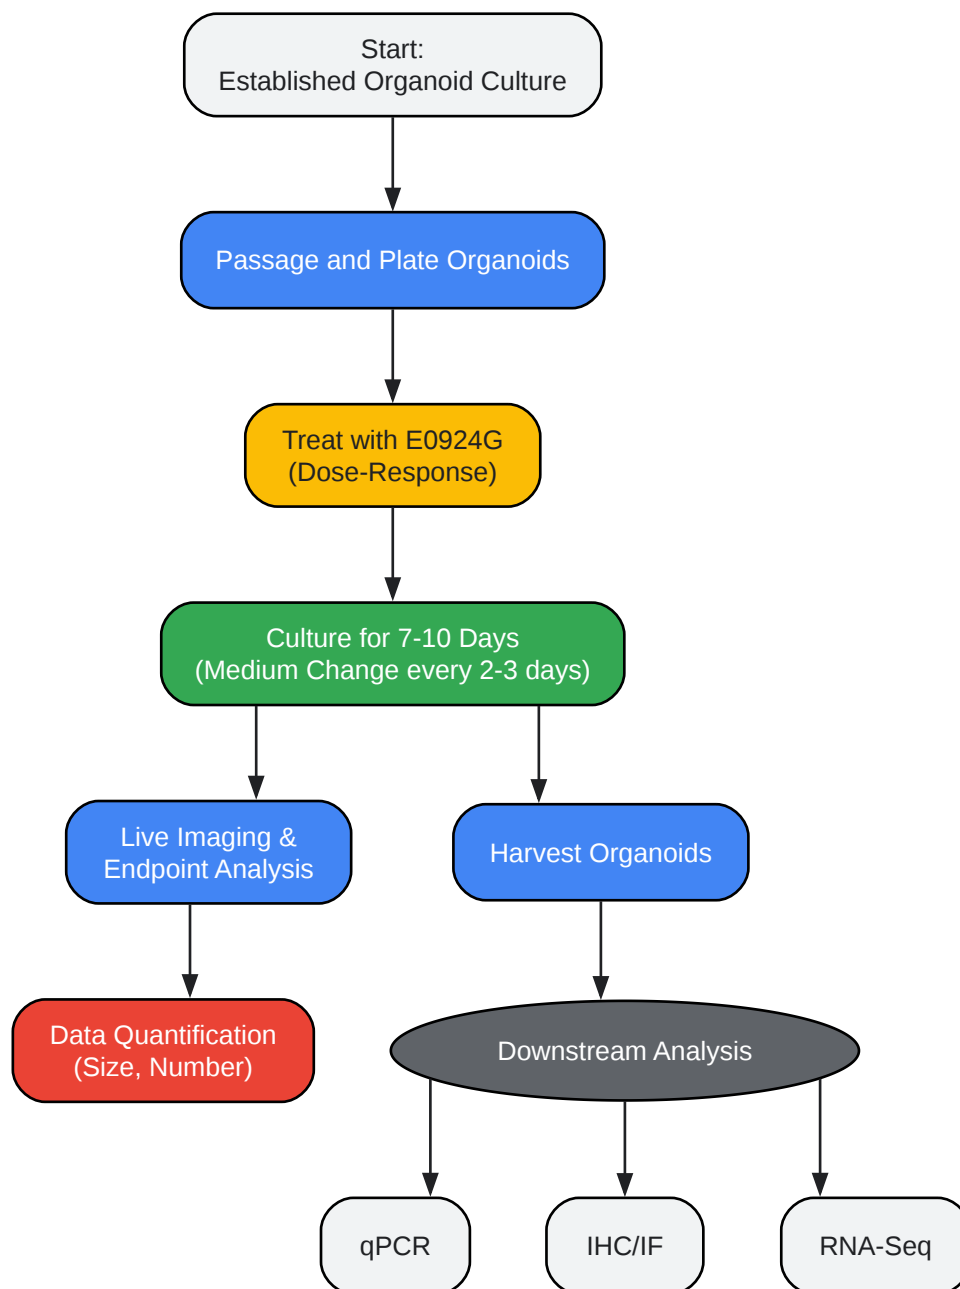 Start:
Established Organoid Culture
Passage and Plate Organoids
Treat with E0924G
(Dose-Response)
Culture for 7-10 Days
(Medium Change every 2-3 days)
Live Imaging &
Endpoint Analysis
Harvest Organoids
Data Quantification
(Size, Number)
Downstream Analysis
qPCR
IHC/IF
RNA-Seq